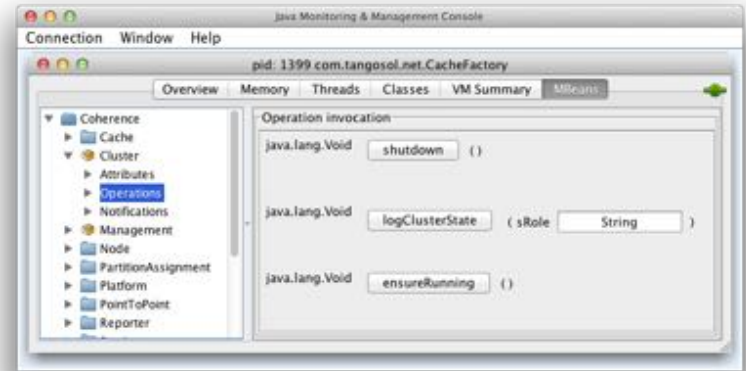 Java Monitoring & Management Console
Connection Window Help
pid: 1399 com.tangosol.net.CacheFactory
Overview Memory Threads Classes VM Summary MBeans
Coherence
Cache
Cluster
Attributes
Operations
Notifications
Management
Node
PartitionAssignment
Platform
PointToPoint
Reporter
Operation invocation
java.lang.Void shutdown ()
java.lang.Void logClusterState ( sRole String )
java.lang.Void ensureRunning ()